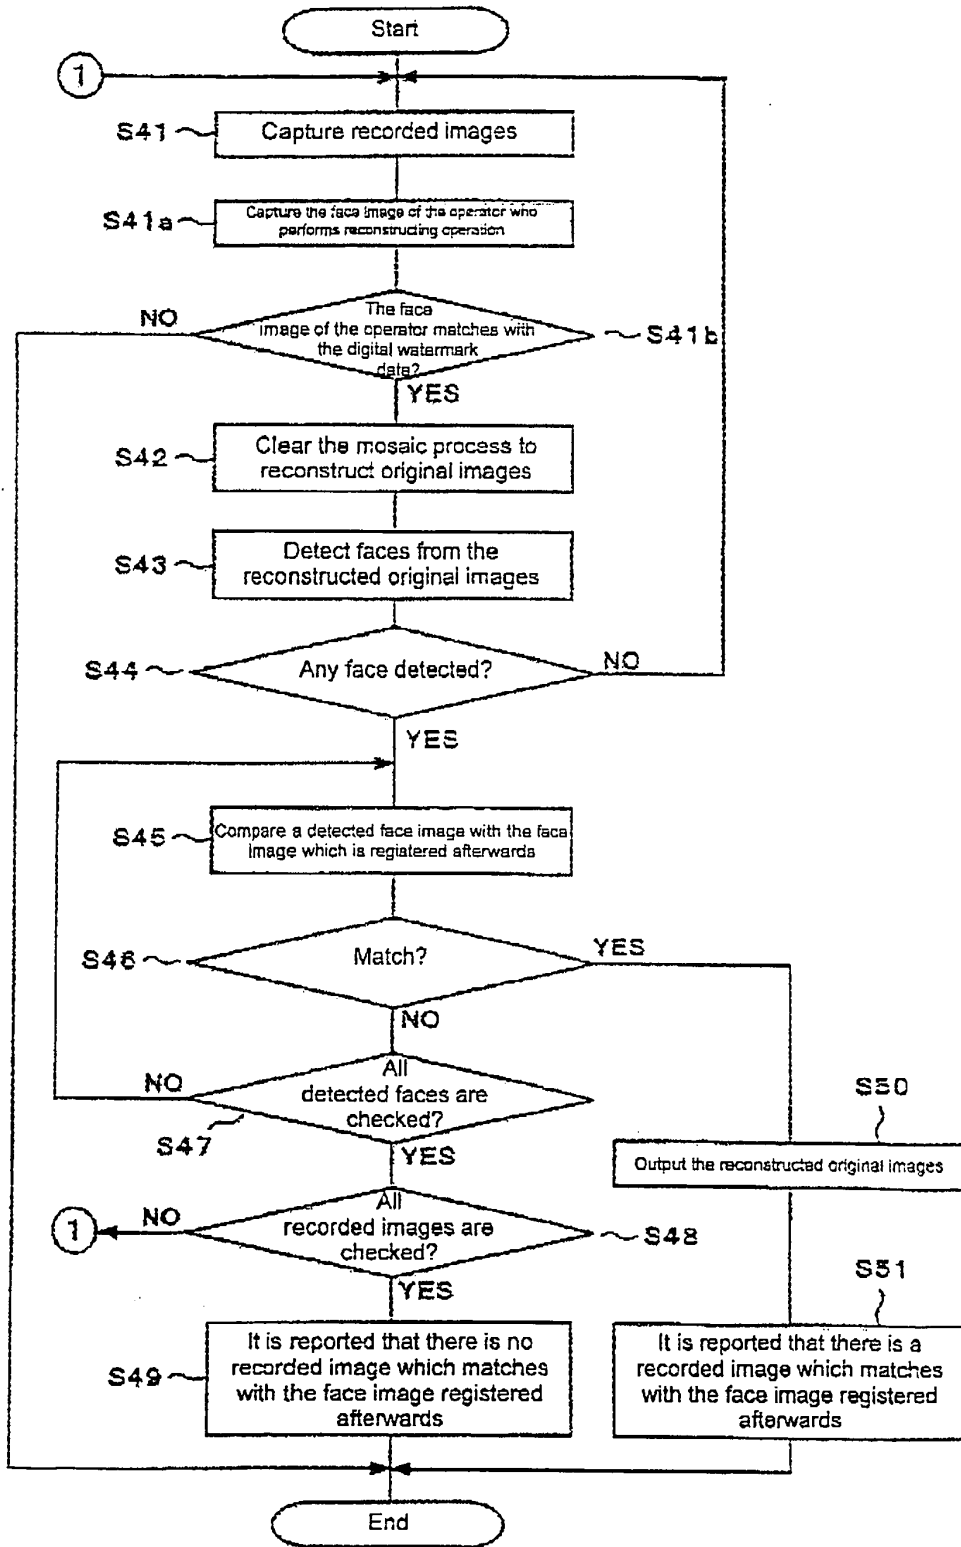 Start
1
S41
Capture recorded images
S41a
Capture the face image of the operator who
performs reconstructing operation
NO
The face
image of the operator matches with
the digital watermark
data?
S41b
YES
S42
Clear the mosaic process to
reconstruct original images
S43
Detect faces from the
reconstructed original images
S44
Any face detected?
NO
YES
S45
Compare a detected face image with the face
image which is registered afterwards
S46
Match?
YES
NO
NO
All
detected faces are
checked?
S47
YES
S50
Output the reconstructed original images
1
NO
All
recorded images are
checked?
S48
YES
S51
S49
It is reported that there is no
recorded image which matches
with the face image registered
afterwards
It is reported that there is a
recorded image which matches
with the face image registered
afterwards
End